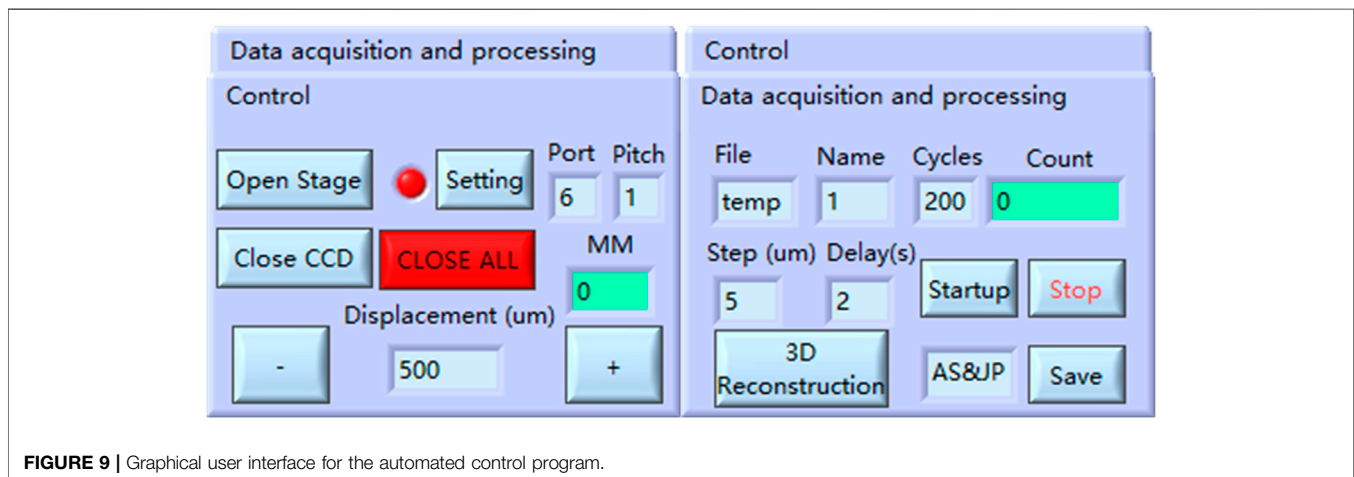 Data acquisition and processing
Control
Port Pitch
Open Stage
Setting
6
1
Close CCD
CLOSE ALL
MM
0
Displacement (um)
-
500
+
Control
Data acquisition and processing
File Name Cycles Count
temp
1
200
0
Step (um) Delay(s)
5
2
Startup
Stop
3D
Reconstruction
AS&JP
Save
FIGURE 9 | Graphical user interface for the automated control program.